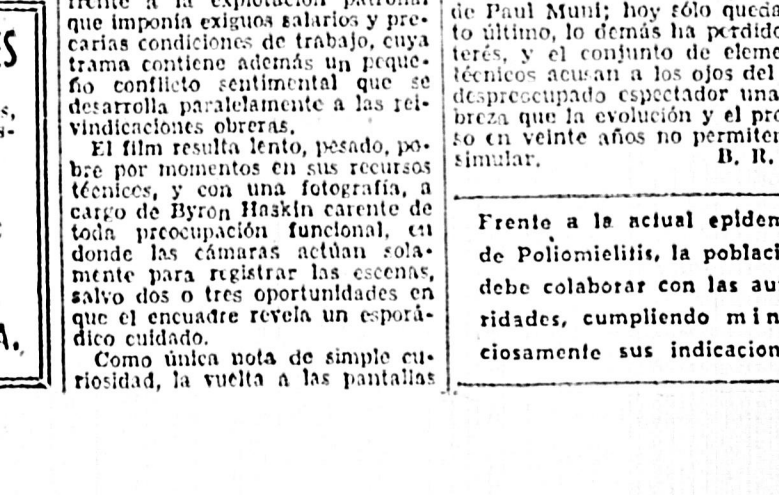 que imponía exiguos salarios y pre-
carias condiciones de trabajo, cuya
trama contiene además un peque-
ño conflicto sentimental que se
desarrolla paralelamente a las rei-
vindicaciones obreras.
El film resulta lento, pesado, po-
bre por momentos en sus recursos
técnicos, y con una fotografía, a
cargo de Byron Haskin carente de
toda preocupación funcional, en
donde las cámaras actúan sola-
mente para registrar las escenas,
salvo dos o tres oportunidades en
que el encuadre revela un esporá-
dico cuidado.
Como única nota de simple cu-
riosidad, la vuelta a las pantallas
de Paul Muni; hoy sólo queda
to último, lo demás ha perdido
terés, y el conjunto de eleme
técnicos acusan a los ojos del
despreocupado espectador una
breza que la evolución y el pro
so en veinte años no permiten
simular.
B. R.
Frente a la actual epidem
de Poliomielitis, la poblaci
debe colaborar con las au
ridades, cumpliendo min
ciosamente sus indicacion